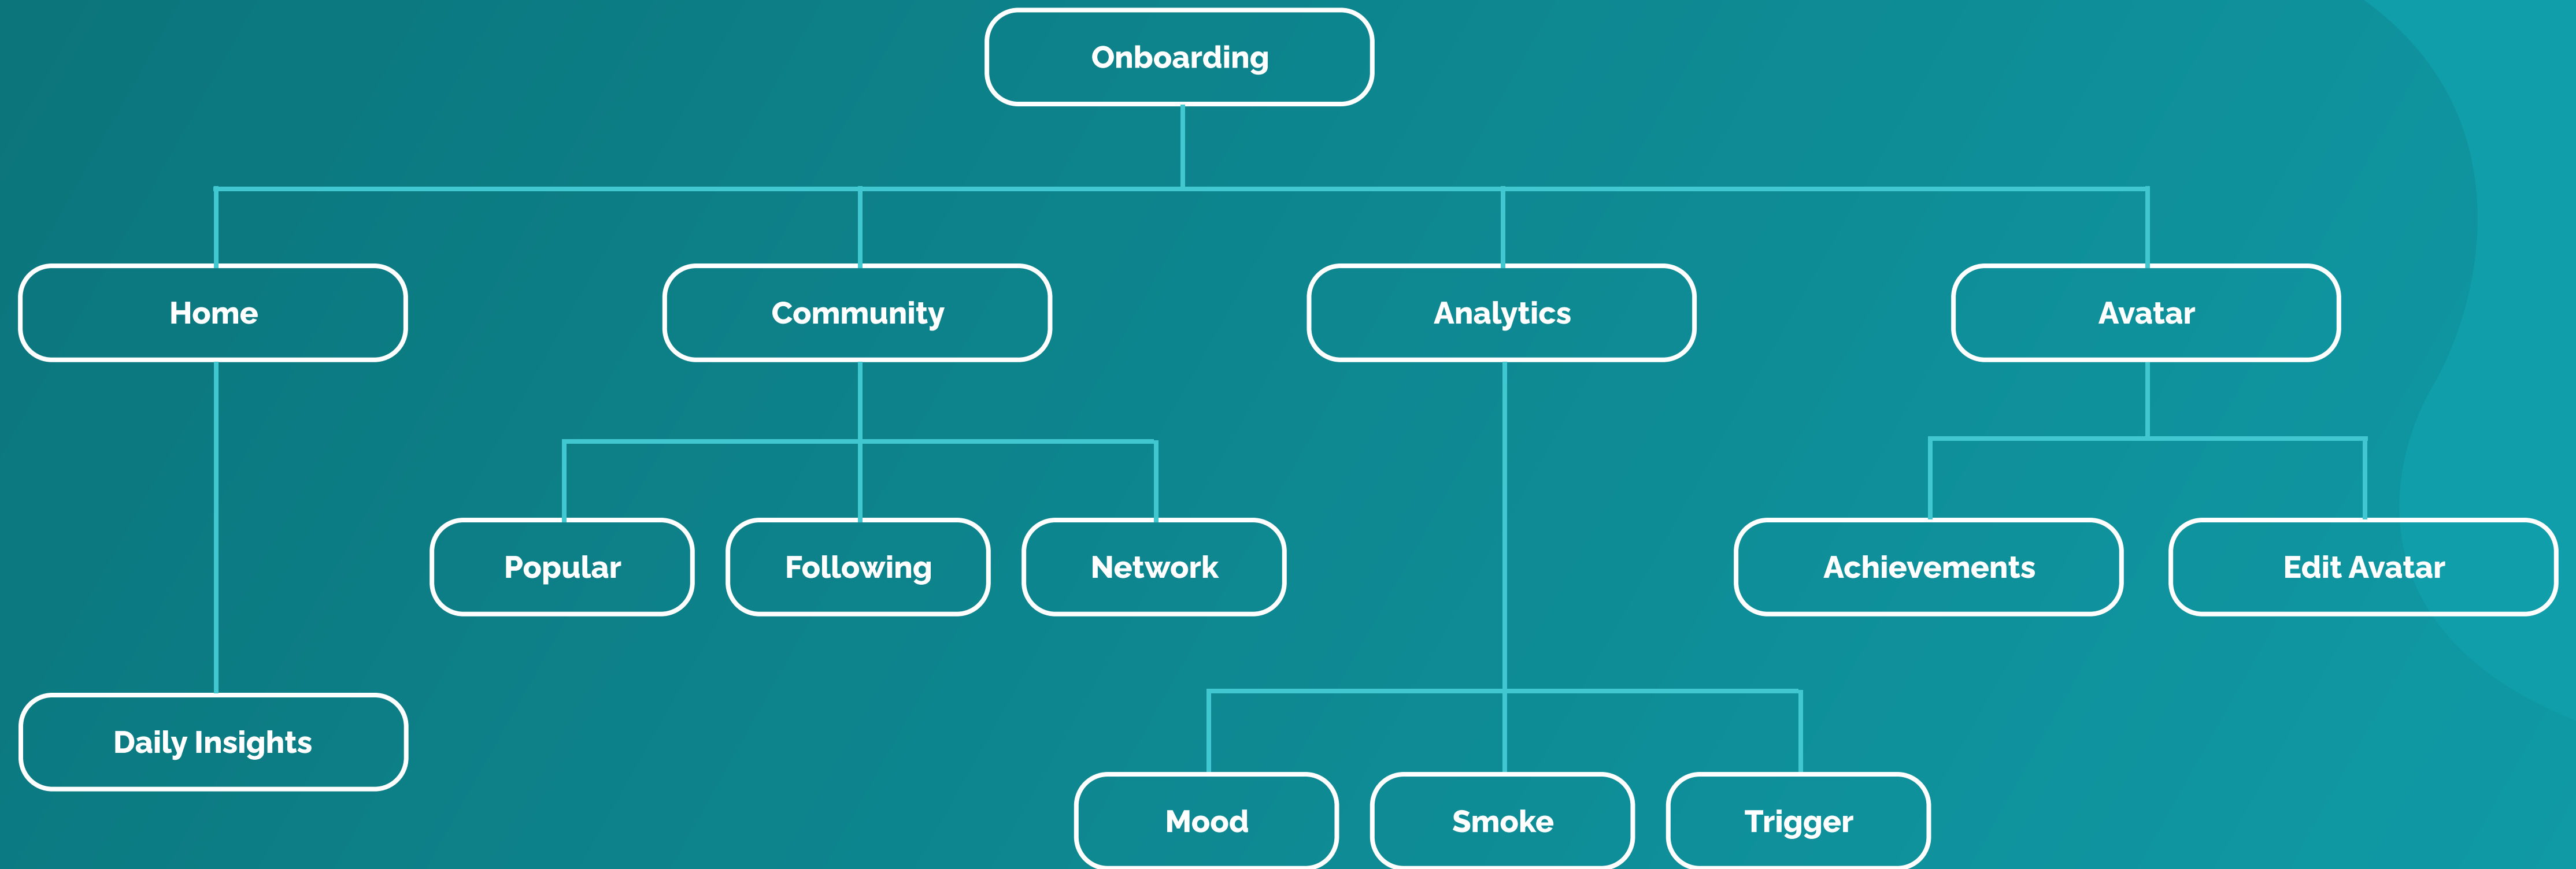 Onboarding
Home
Community
Analytics
Avatar
Popular
Following
Network
Achievements
Edit Avatar
Daily Insights
Mood
Smoke
Trigger